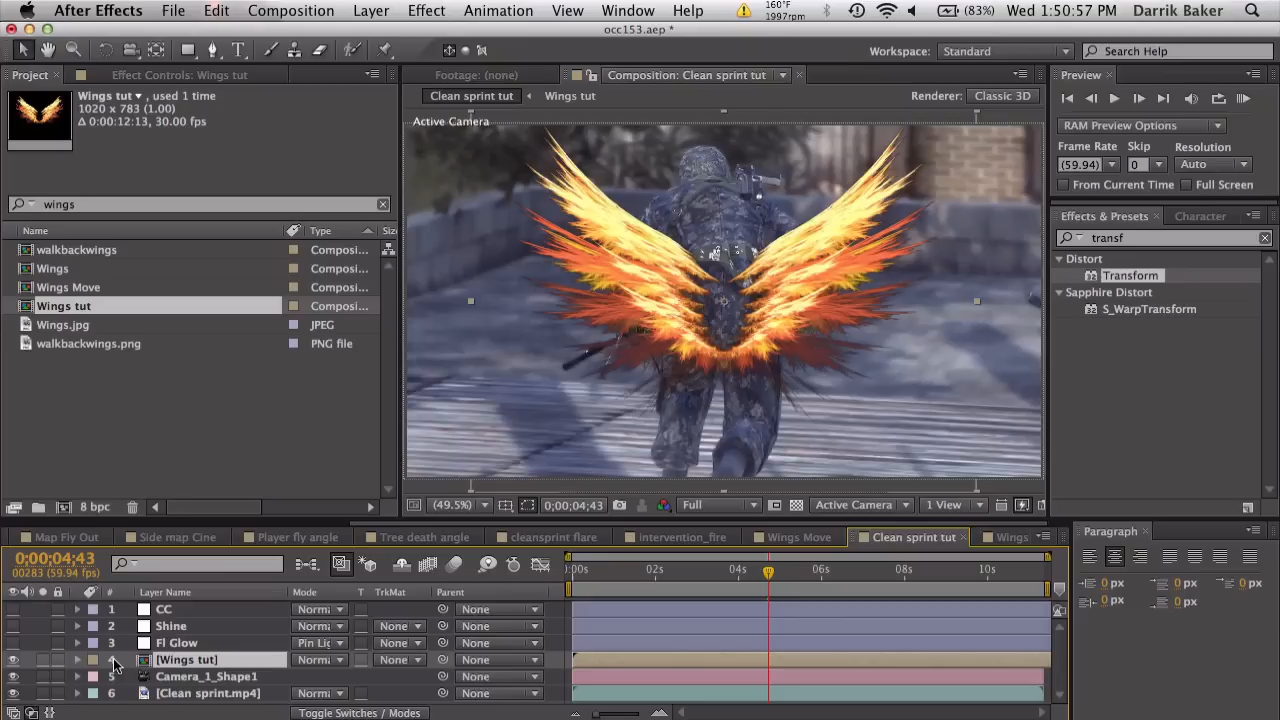 After Effects File Edit Composition Layer Effect Animation View Window Help 160°F 1997rpm (83%) Wed 1:50:57 PM Darrik Baker
occ153.aep *
Workspace: Standard Search Help
Project Effect Controls: Wings tut Footage: (none) Composition: Clean sprint tut Preview
Wings tut , used 1 time
1020 x 783 (1.00)
Δ 0:00:12:13, 30.00 fps
Clean sprint tut Wings tut Renderer: Classic 3D
Active Camera
RAM Preview Options
Frame Rate Skip Resolution
(59.94) 0 Auto
From Current Time Full Screen
wings
Effects & Presets Character
transf
Name Type Siz
walkbackwings Composi...
Wings Composi...
Wings Move Composi...
Wings tut Composi...
Wings.jpg JPEG
walkbackwings.png PNG file
Distort
Transform
Sapphire Distort
S_WarpTransform
8 bpc
(49.5%) 0;00;04;43 Full Active Camera 1 View
Map Fly Out Side map Cine Player fly angle Tree death angle cleansprint flare intervention_fire Wings Move Clean sprint tut Wings
Paragraph
0;00;04;43
00283 (59.94 fps)
:00s 02s 04s 06s 08s 10s
# Layer Name Mode T TrkMat Parent
1 CC Norma None
2 Shine Norma None None
3 Fl Glow Pin Lig None None
4 [Wings tut] Norma None None
5 Camera_1_Shape1 None
6 [Clean sprint.mp4] Norma None None
Toggle Switches / Modes
0 px 0 px 0 px
0 px 0 px